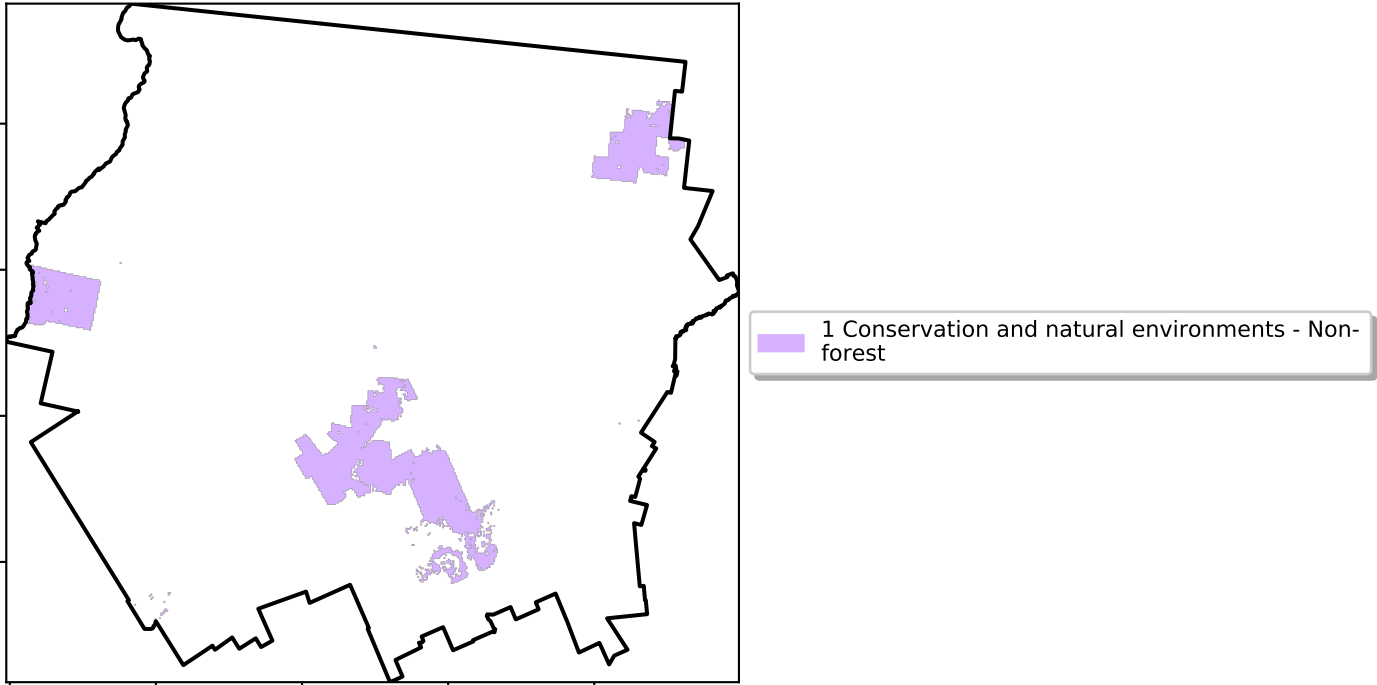 1 Conservation and natural environments - Non-
forest